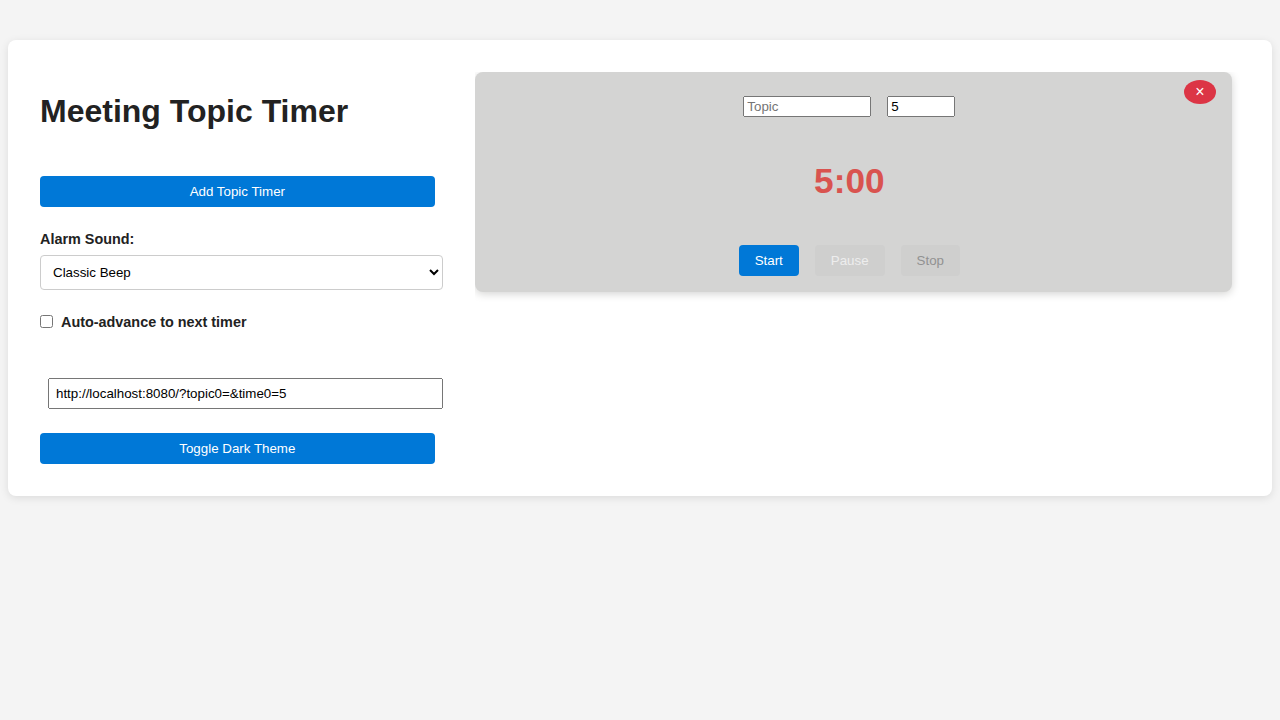 Meeting Topic Timer
Add Topic Timer
Alarm Sound:
Classic Beep
Auto-advance to next timer
http://localhost:8080/?topic0=&time0=5
Toggle Dark Theme
×
Topic 5
5:00
Start Pause Stop